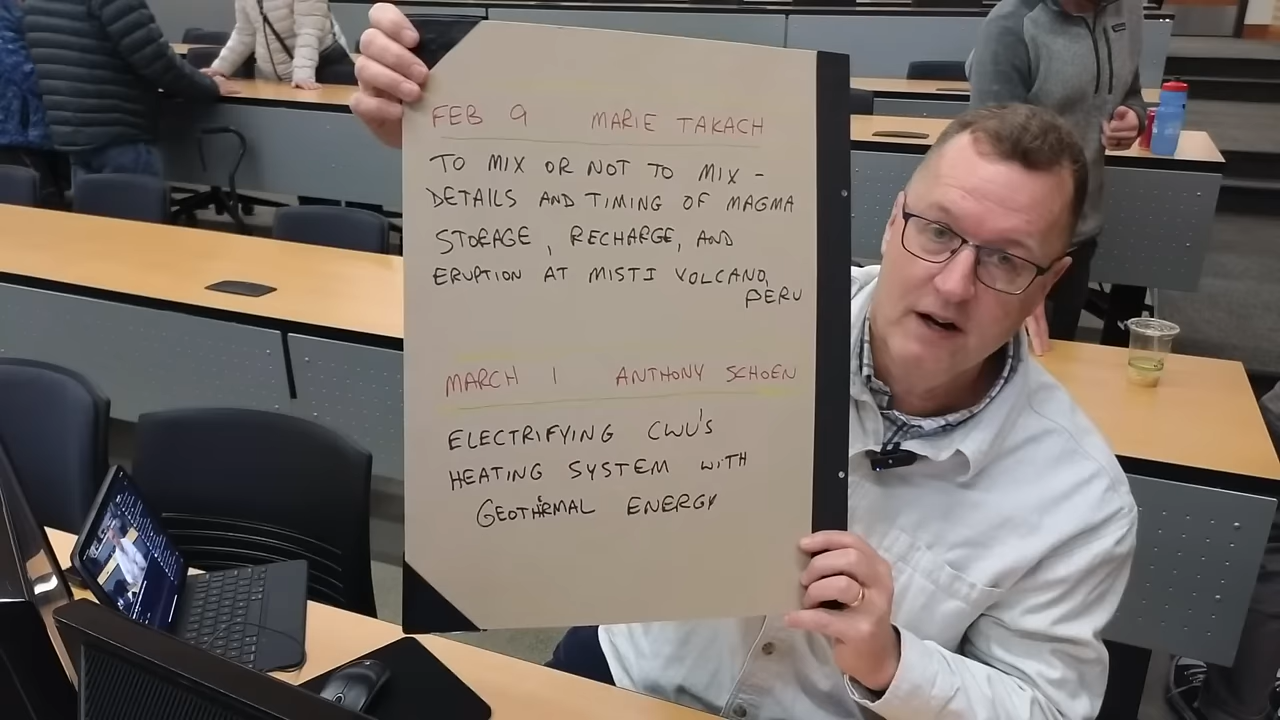 FEB 9 MARIE TAKACH
TO MIX OR NOT TO MIX -
DETAILS AND TIMING OF MAGMA
STORAGE, RECHARGE, AND
ERUPTION AT MISTI VOLCANO,
PERU
MARCH 1 ANTHONY SCHOEN
ELECTRIFYING CWU'S
HEATING SYSTEM WITH
GEOTHERMAL ENERGY